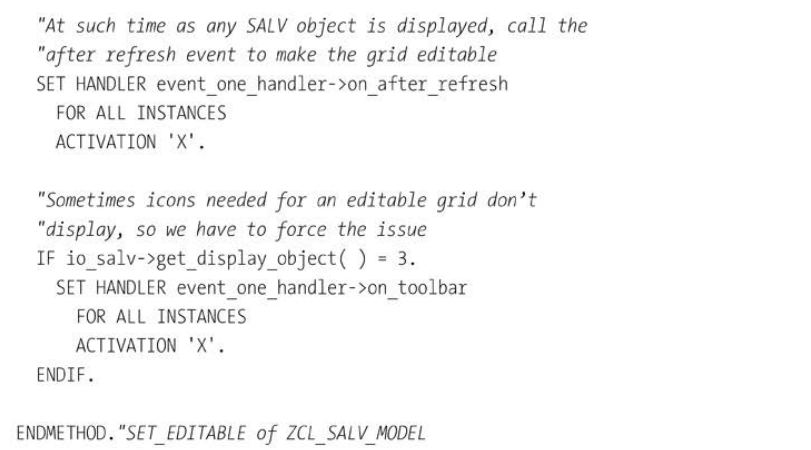 "At such time as any SALV object is displayed, call the
"after refresh event to make the grid editable
SET HANDLER event_one_handler->on_after_refresh
FOR ALL INSTANCES
ACTIVATION 'X'.
"Sometimes icons needed for an editable grid don’t
"display, so we have to force the issue
IF io_salv->get_display_object( ) = 3.
SET HANDLER event_one_handler->on_toolbar
FOR ALL INSTANCES
ACTIVATION 'X'.
ENDIF.
ENDMETHOD."SET_EDITABLE of ZCL_SALV_MODEL